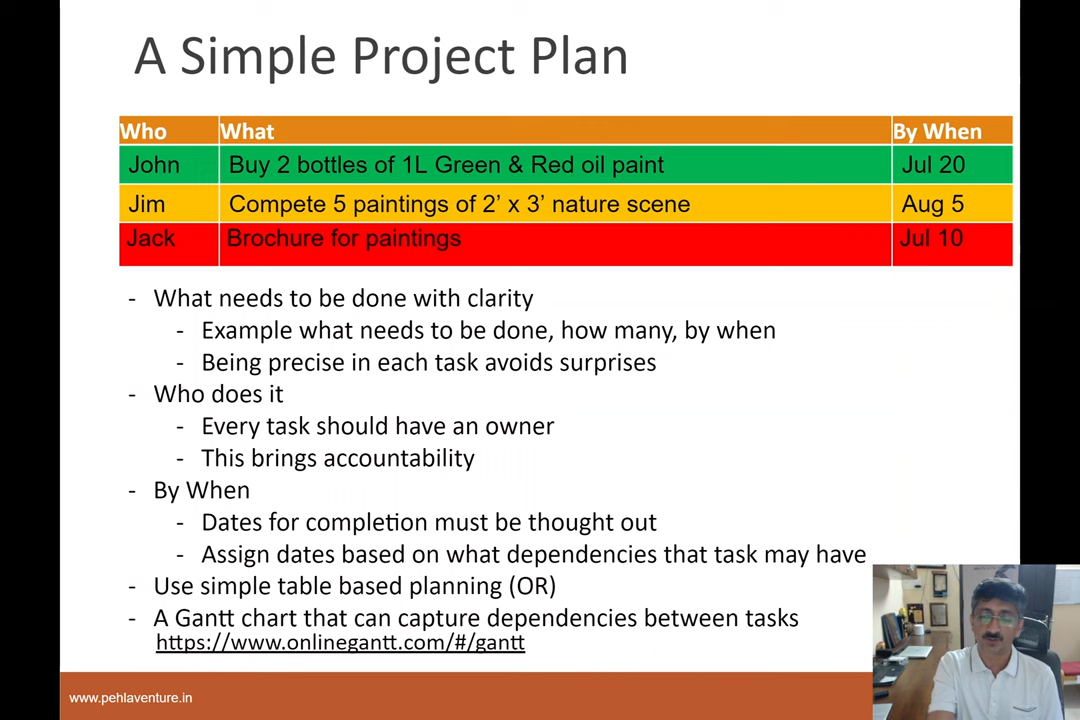 A Simple Project Plan
Who What By When
John Buy 2 bottles of 1L Green & Red oil paint Jul 20
Jim Compete 5 paintings of 2’ x 3’ nature scene Aug 5
Jack Brochure for paintings Jul 10
- What needs to be done with clarity
- Example what needs to be done, how many, by when
- Being precise in each task avoids surprises
- Who does it
- Every task should have an owner
- This brings accountability
- By When
- Dates for completion must be thought out
- Assign dates based on what dependencies that task may have
- Use simple table based planning (OR)
- A Gantt chart that can capture dependencies between tasks
https://www.onlinegantt.com/#/gantt
www.pehlaventure.in